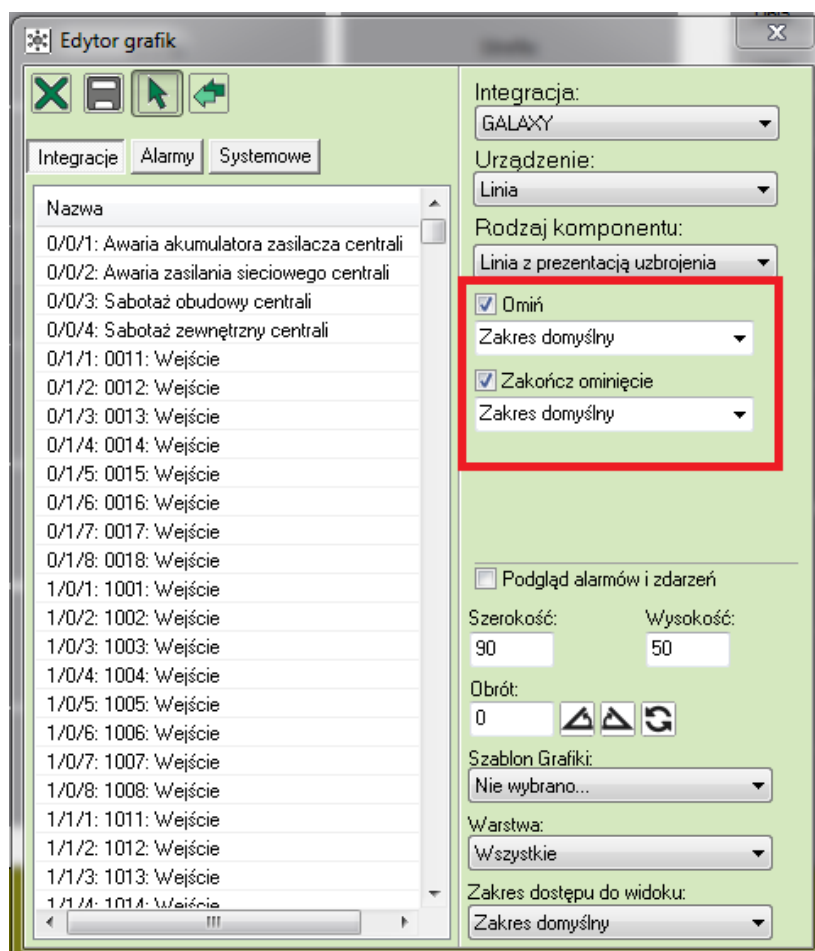 Edytor grafik
Integracje Alarmy Systemowe
Nazwa
0/0/1: Awaria akumulatora zasilacza centrali
0/0/2: Awaria zasilania sieciowego centrali
0/0/3: Sabotaż obudowy centrali
0/0/4: Sabotaż zewnętrzny centrali
0/1/1: 0011: Wejście
0/1/2: 0012: Wejście
0/1/3: 0013: Wejście
0/1/4: 0014: Wejście
0/1/5: 0015: Wejście
0/1/6: 0016: Wejście
0/1/7: 0017: Wejście
0/1/8: 0018: Wejście
1/0/1: 1001: Wejście
1/0/2: 1002: Wejście
1/0/3: 1003: Wejście
1/0/4: 1004: Wejście
1/0/5: 1005: Wejście
1/0/6: 1006: Wejście
1/0/7: 1007: Wejście
1/0/8: 1008: Wejście
1/1/1: 1011: Wejście
1/1/2: 1012: Wejście
1/1/3: 1013: Wejście
1/1/4: 1014: Wejście
Integracja:
GALAXY
Urządzenie:
Linia
Rodzaj komponentu:
Linia z prezentacją uzbrojenia
Omiń
Zakres domyślny
Zakończ ominięcie
Zakres domyślny
Podgląd alarmów i zdarzeń
Szerokość: Wysokość:
90 50
Obrót:
0
Szablon Grafiki:
Nie wybrano...
Warstwa:
Wszystkie
Zakres dostępu do widoku:
Zakres domyślny